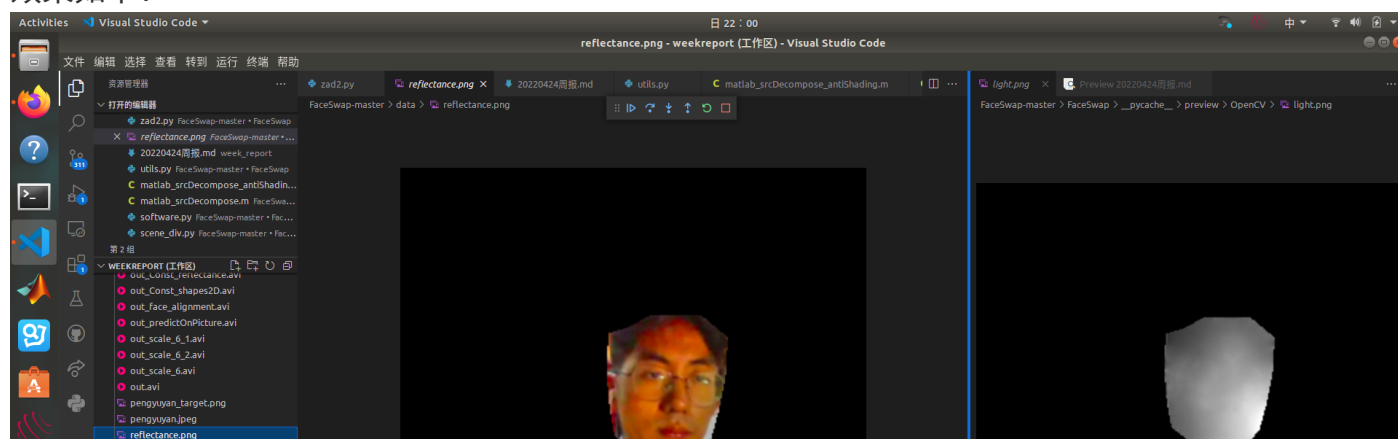 效果如下：
Activities Visual Studio Code 日 22：00 中
reflectance.png - weekreport (工作区) - Visual Studio Code
文件 编辑 选择 查看 转到 运行 终端 帮助
资源管理器 ··· zad2.py reflectance.png × 20220424周报.md utils.py matlab_srcDecompose_antiShading.m ··· light.png × Preview 20220424周报.md ···
打开的编辑器 FaceSwap-master > data > reflectance.png FaceSwap-master > FaceSwap > __pycache__ > preview > OpenCV > light.png
zad2.py FaceSwap-master • FaceSwap
× reflectance.png FaceSwap-master • ...
20220424周报.md week_report
utils.py FaceSwap-master • FaceSwap
C matlab_srcDecompose_antiShadin...
C matlab_srcDecompose.m FaceSwa...
software.py FaceSwap-master • Fac...
scene_div.py FaceSwap-master • Fac...
第 2 组
WEEKREPORT (工作区)
out_Const_reflectance.avi
out_Const_shapes2D.avi
out_face_alignment.avi
out_predictOnPicture.avi
out_scale_6_1.avi
out_scale_6_2.avi
out_scale_6.avi
out.avi
pengyuyan_target.png
pengyuyan.jpeg
reflectance.png
311
1
1